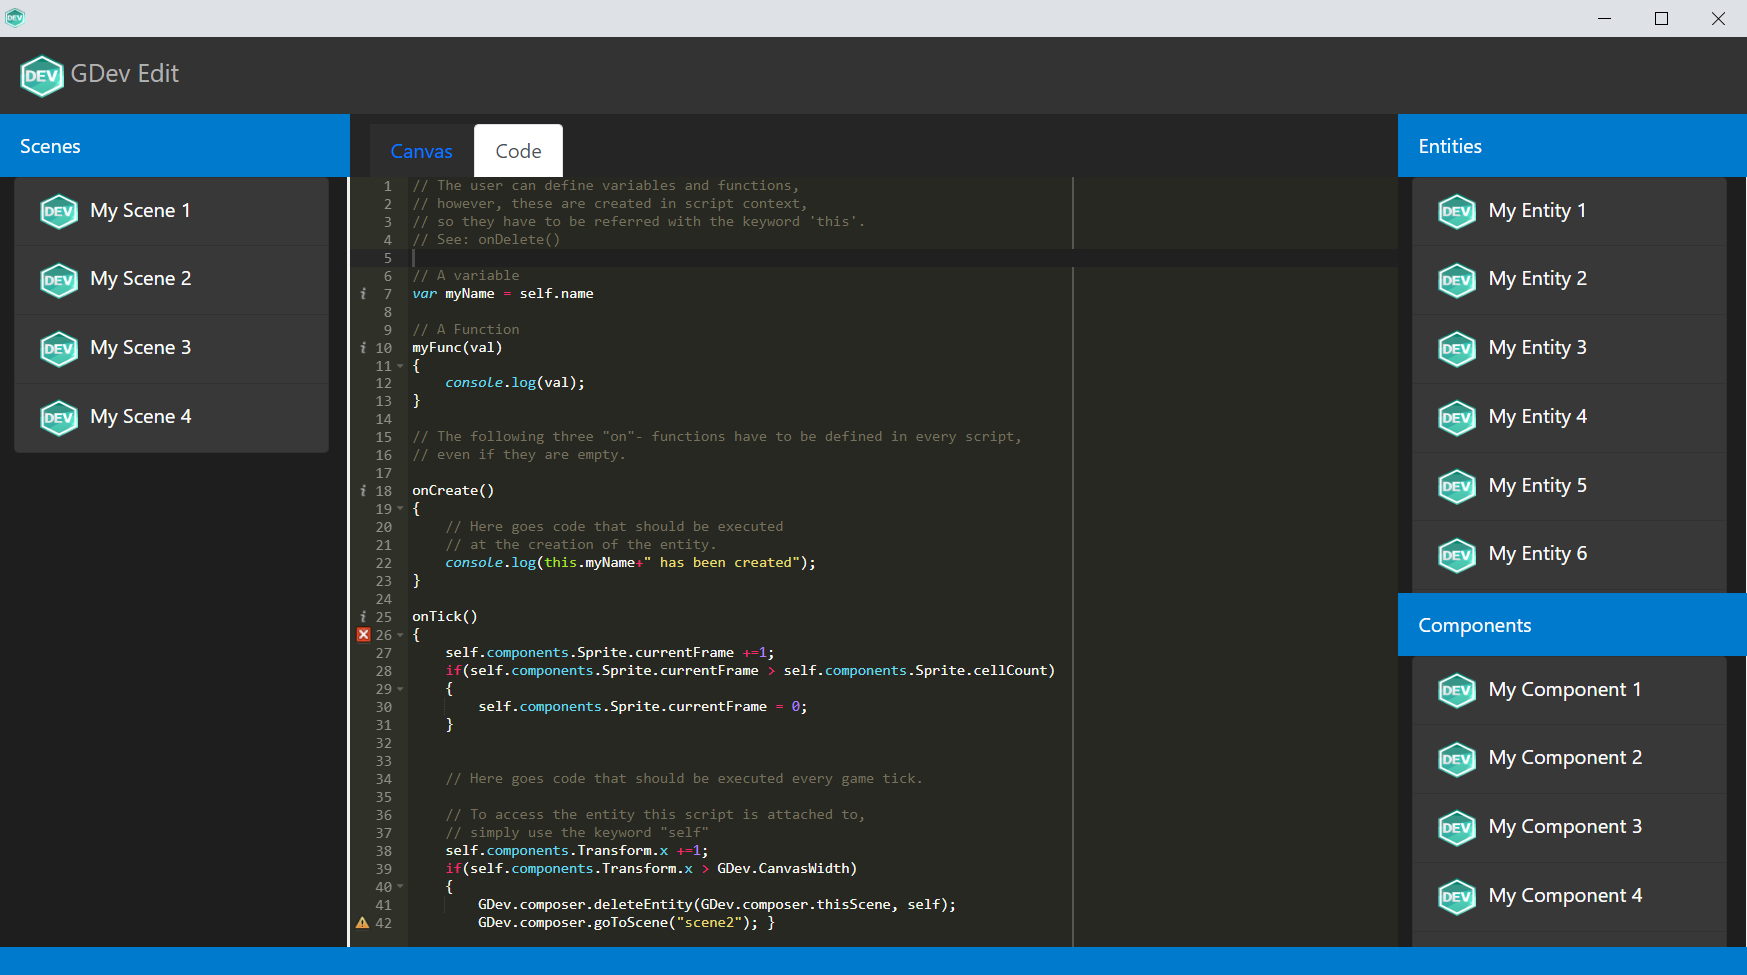 DEV
DEV GDev Edit
Scenes
DEV My Scene 1
DEV My Scene 2
DEV My Scene 3
DEV My Scene 4
Canvas Code
1 // The user can define variables and functions,
2 // however, these are created in script context,
3 // so they have to be referred with the keyword 'this'.
4 // See: onDelete()
5
6 // A variable
i 7 var myName = self.name
8
9 // A Function
i 10 myFunc(val)
11 {
12     console.log(val);
13 }
14
15 // The following three "on"- functions have to be defined in every script,
16 // even if they are empty.
17
i 18 onCreate()
19 {
20     // Here goes code that should be executed
21     // at the creation of the entity.
22     console.log(this.myName+" has been created");
23 }
24
i 25 onTick()
26 {
27     self.components.Sprite.currentFrame +=1;
28     if(self.components.Sprite.currentFrame > self.components.Sprite.cellCount)
29     {
30         self.components.Sprite.currentFrame = 0;
31     }
32
33
34     // Here goes code that should be executed every game tick.
35
36     // To access the entity this script is attached to,
37     // simply use the keyword "self"
38     self.components.Transform.x +=1;
39     if(self.components.Transform.x > GDev.CanvasWidth)
40     {
41         GDev.composer.deleteEntity(GDev.composer.thisScene, self);
42         GDev.composer.goToScene("scene2"); }
Entities
DEV My Entity 1
DEV My Entity 2
DEV My Entity 3
DEV My Entity 4
DEV My Entity 5
DEV My Entity 6
Components
DEV My Component 1
DEV My Component 2
DEV My Component 3
DEV My Component 4